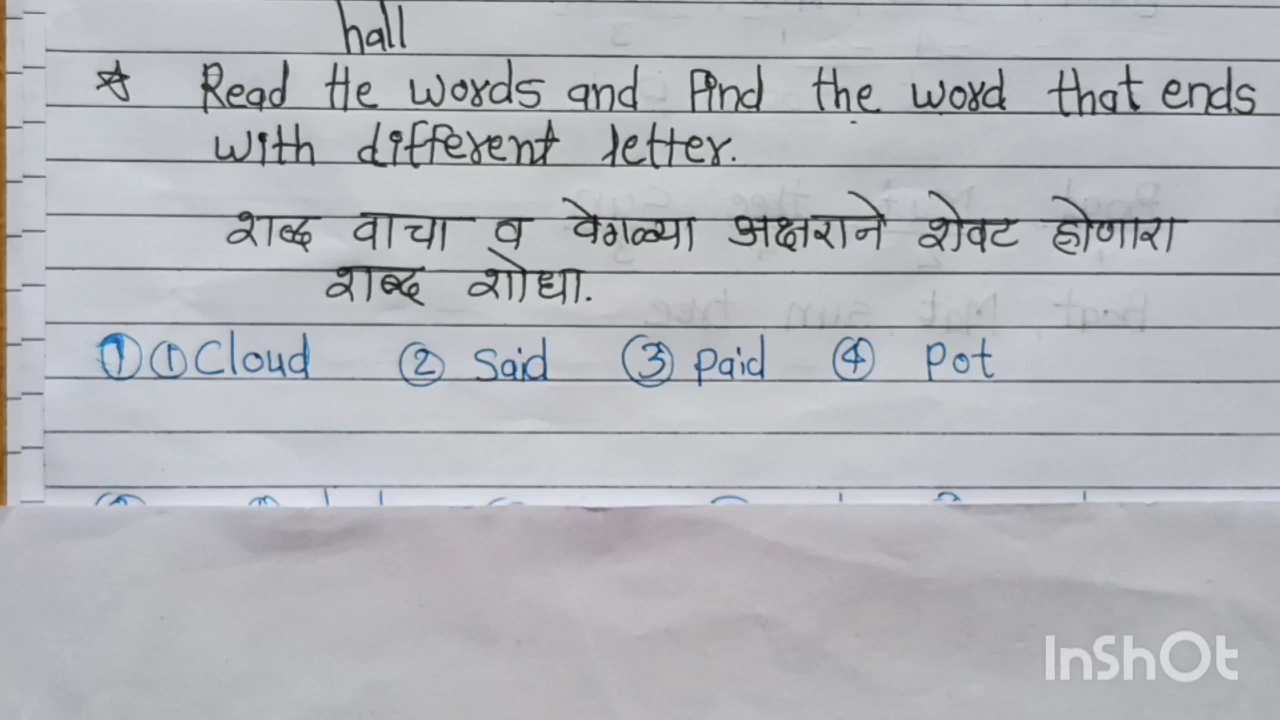 hall
☆ Read the words and Find the word that ends
with different letter.
शब्द वाचा व वेगळ्या अक्षराने शेवट होणारा
शब्द शोधा.
① ① Cloud ② Said ③ paid ④ pot
InShOt